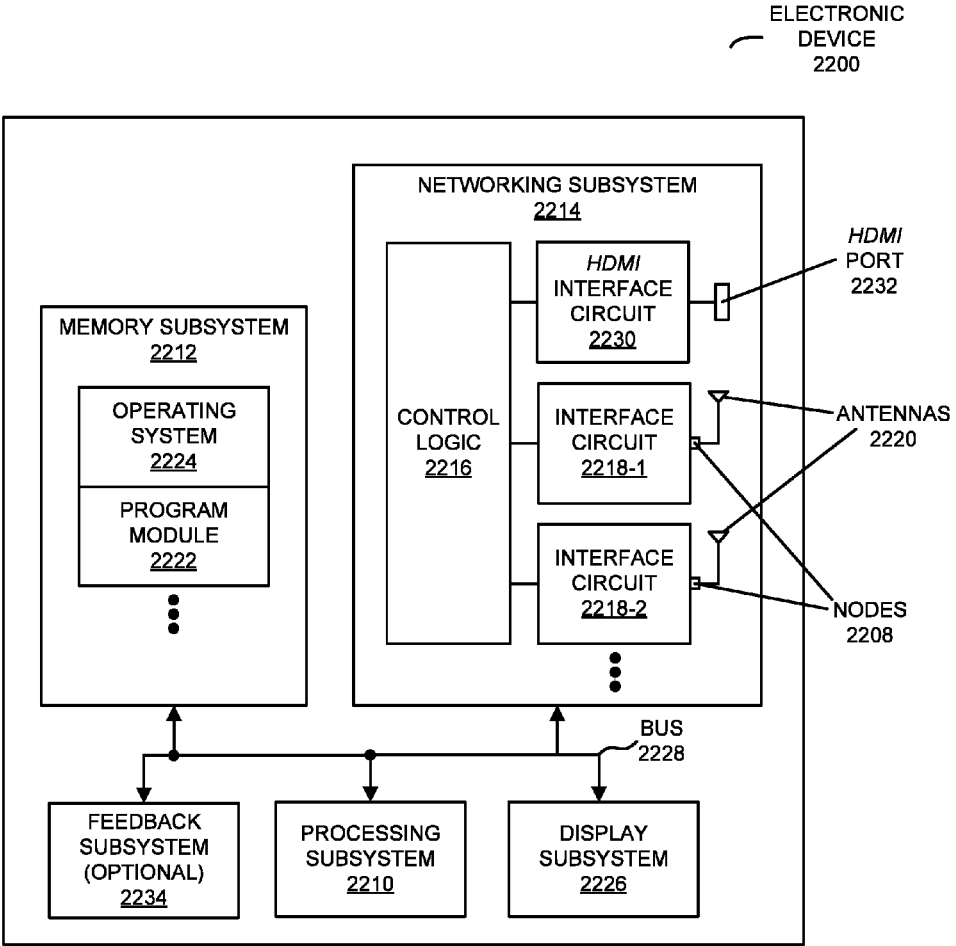 ELECTRONIC
DEVICE
2200
NETWORKING SUBSYSTEM
2214
HDMI
INTERFACE
CIRCUIT
2230
HDMI
PORT
2232
MEMORY SUBSYSTEM
2212
OPERATING
SYSTEM
2224
PROGRAM
MODULE
2222
CONTROL
LOGIC
2216
INTERFACE
CIRCUIT
2218-1
ANTENNAS
2220
INTERFACE
CIRCUIT
2218-2
NODES
2208
BUS
2228
FEEDBACK
SUBSYSTEM
(OPTIONAL)
2234
PROCESSING
SUBSYSTEM
2210
DISPLAY
SUBSYSTEM
2226